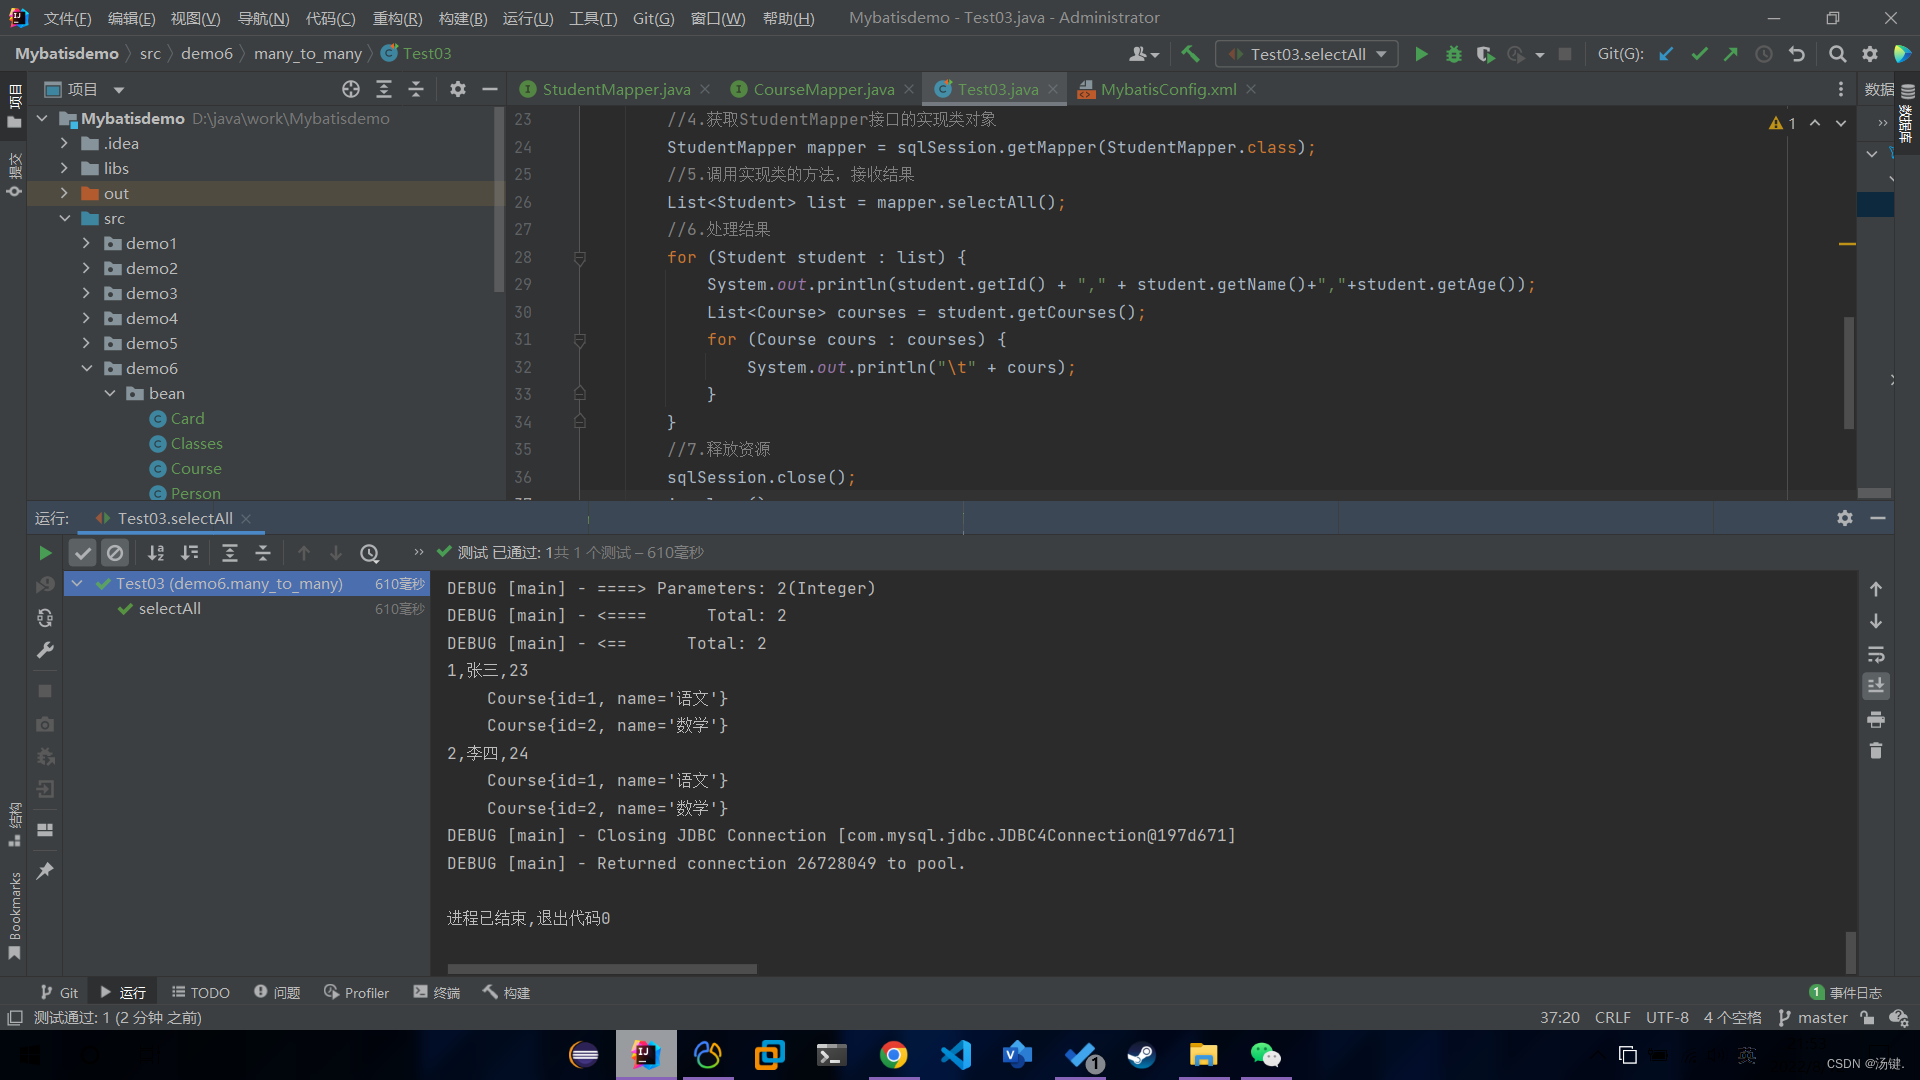 文件(F) 编辑(E) 视图(V) 导航(N) 代码(C) 重构(R) 构建(B) 运行(U) 工具(T) Git(G) 窗口(W) 帮助(H) Mybatisdemo - Test03.java - Administrator
Mybatisdemo src demo6 many_to_many Test03 Test03.selectAll Git(G):
项目
项目
StudentMapper.java CourseMapper.java Test03.java MybatisConfig.xml
数据
数据库
提交
Mybatisdemo D:\java\work\Mybatisdemo
.idea
libs
out
src
demo1
demo2
demo3
demo4
demo5
demo6
bean
Card
Classes
Course
Person
1
23 //4.获取StudentMapper接口的实现类对象
24 StudentMapper mapper = sqlSession.getMapper(StudentMapper.class);
25 //5.调用实现类的方法，接收结果
26 List<Student> list = mapper.selectAll();
27 //6.处理结果
28 for (Student student : list) {
29 System.out.println(student.getId() + "," + student.getName()+","+student.getAge());
30 List<Course> courses = student.getCourses();
31 for (Course cours : courses) {
32 System.out.println("\t" + cours);
33 }
34 }
35 //7.释放资源
36 sqlSession.close();
运行: Test03.selectAll
测试 已通过: 1共 1 个测试 – 610毫秒
Test03 (demo6.many_to_many) 610毫秒
selectAll 610毫秒
DEBUG [main] - ====> Parameters: 2(Integer)
DEBUG [main] - <==== Total: 2
DEBUG [main] - <== Total: 2
1,张三,23
Course{id=1, name='语文'}
Course{id=2, name='数学'}
2,李四,24
Course{id=1, name='语文'}
Course{id=2, name='数学'}
DEBUG [main] - Closing JDBC Connection [com.mysql.jdbc.JDBC4Connection@197d671]
DEBUG [main] - Returned connection 26728049 to pool.
进程已结束,退出代码0
结构
Bookmarks
Git 运行 TODO 问题 Profiler 终端 构建 1 事件日志
测试通过: 1 (2 分钟 之前) 37:20 CRLF UTF-8 4 个空格 master
1
英
CSDN @汤键.